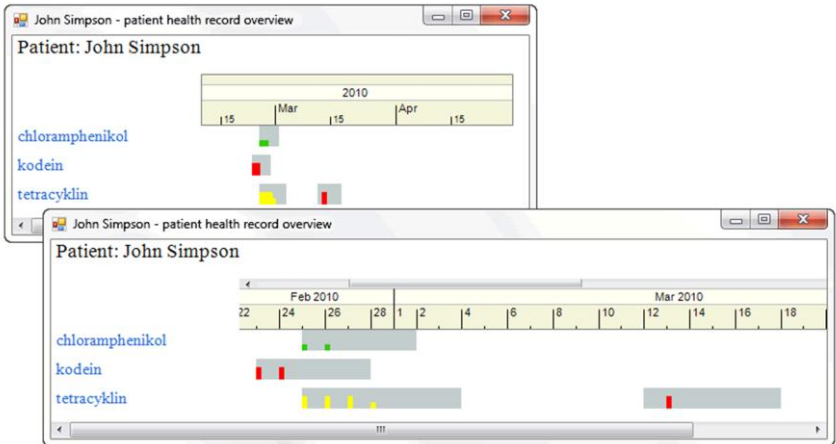 John Simpson - patient health record overview
Patient: John Simpson
2010
15 Mar 15 Apr 15
chloramphenikol
kodein
tetracyklin
John Simpson - patient health record overview
Patient: John Simpson
Feb 2010 Mar 2010
22 24 26 28 1 2 4 6 8 10 12 14 16 18
chloramphenikol
kodein
tetracyklin